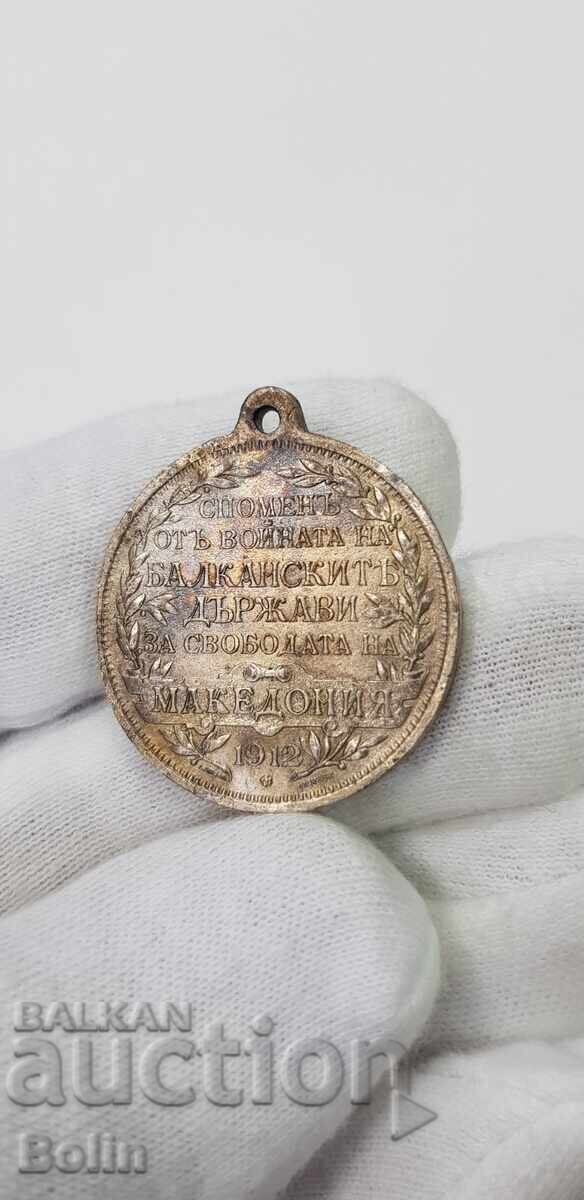 СПОМЕНЪ
ОТЪ ВОЙНАТА НА
БАЛКАНСКИТѢ
ДЪРЖАВИ
ЗА СВОБОДАТА НА
МАКЕДОНИЯ
1912
BALKAN
auction
Bolin